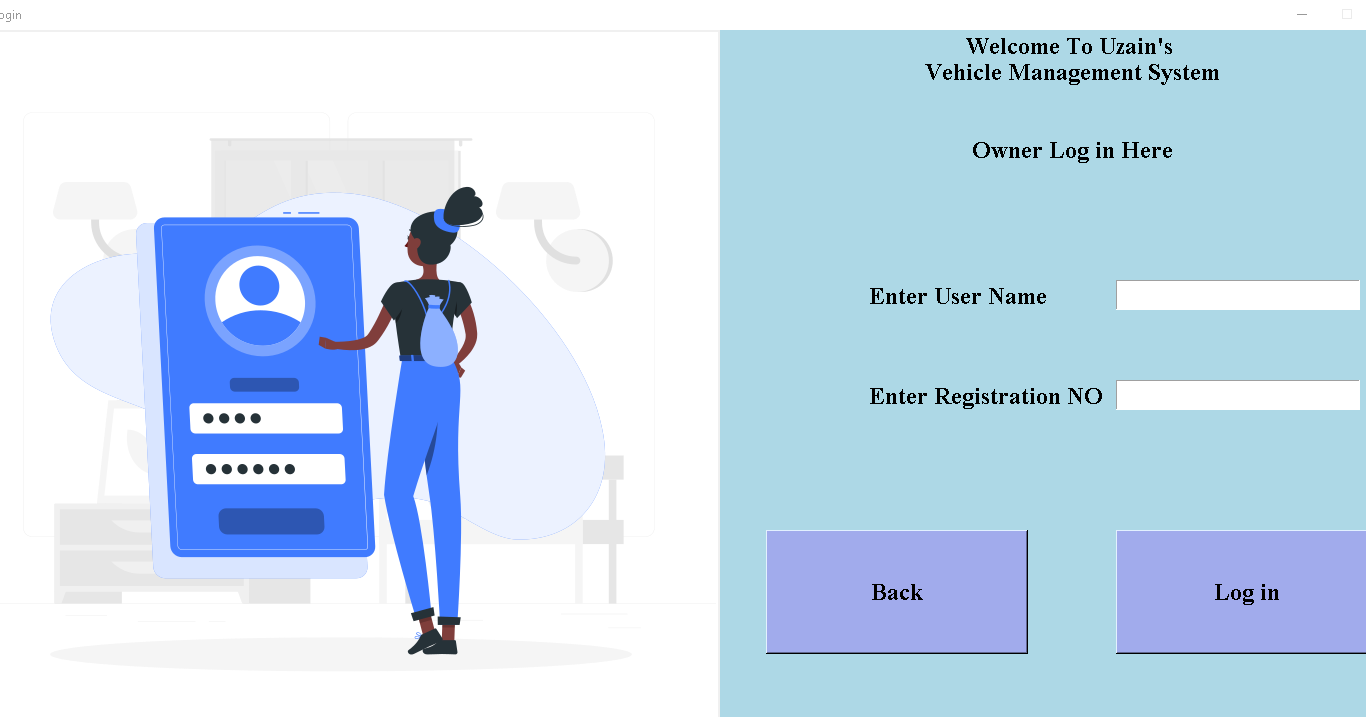 ogin
Welcome To Uzain's
Vehicle Management System
Owner Log in Here
Enter User Name
Enter Registration NO
Back
Log in